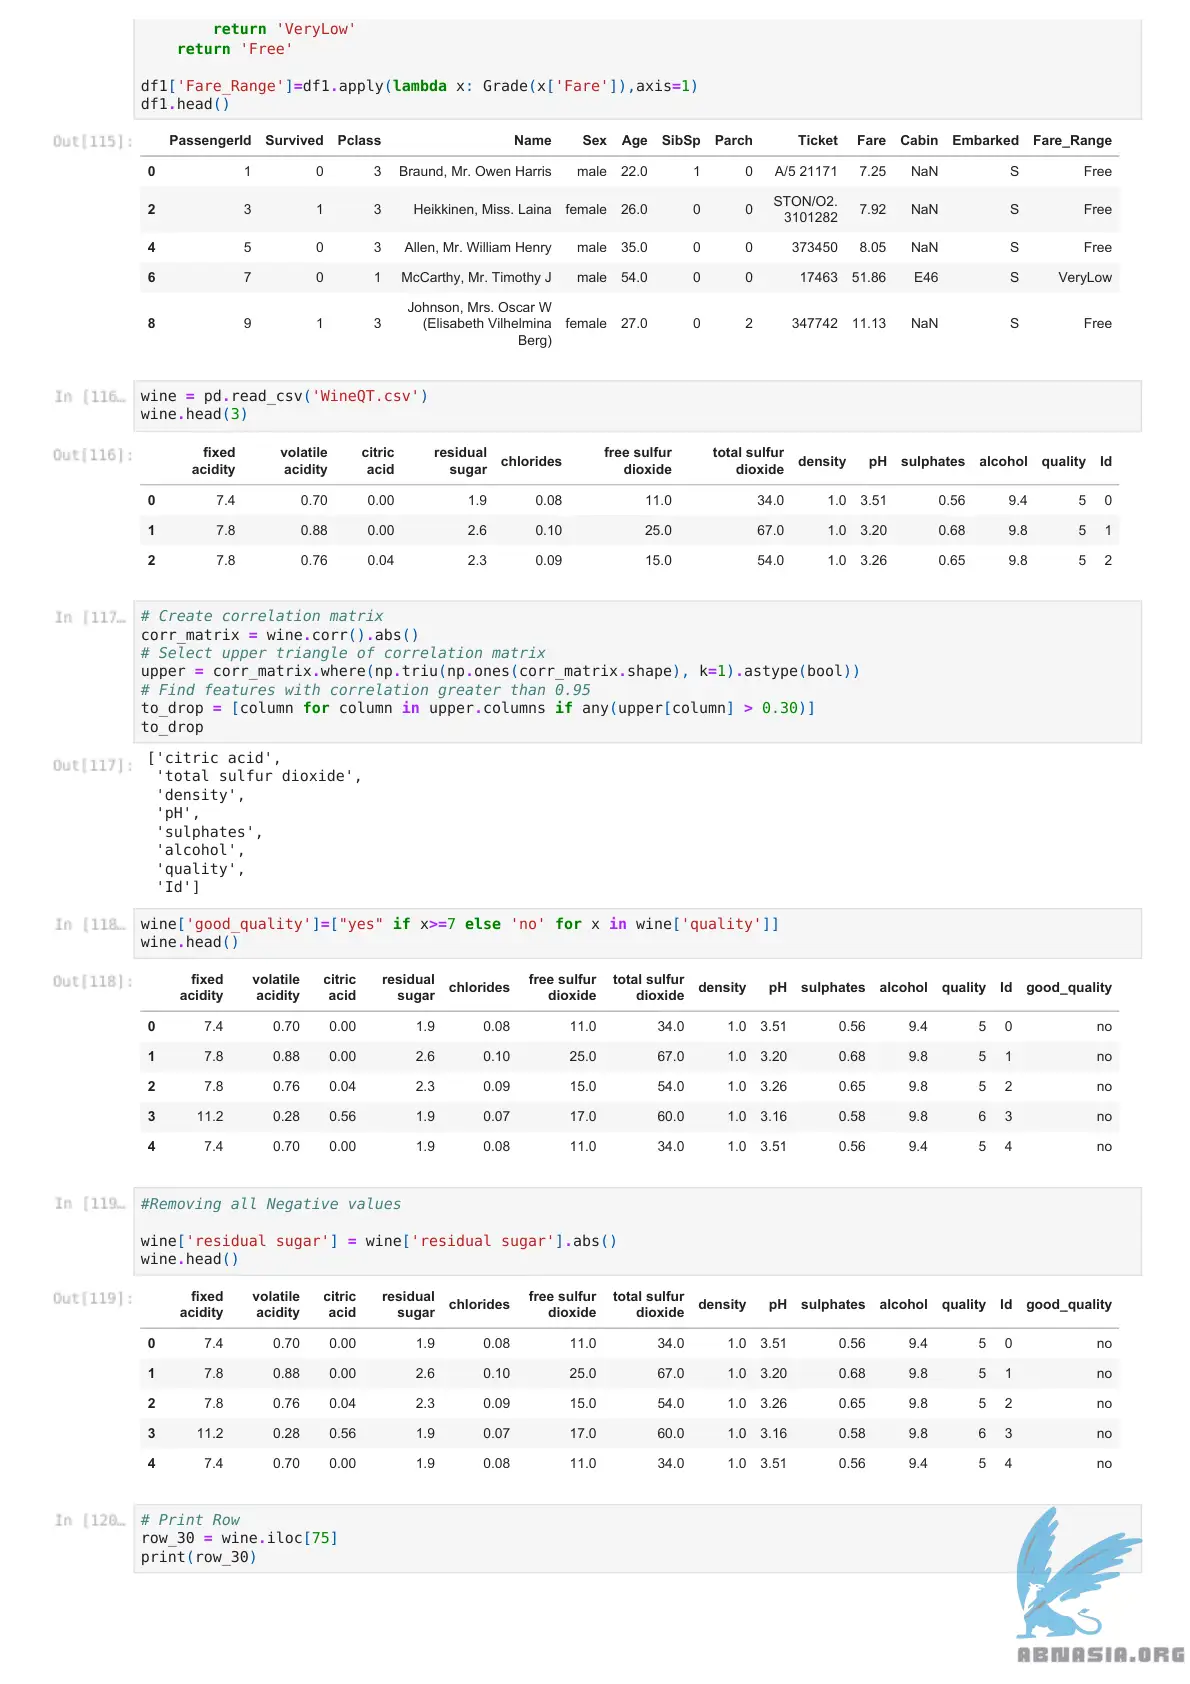 return 'VeryLow'
return 'Free'
df1['Fare_Range']=df1.apply(lambda x: Grade(x['Fare']),axis=1)
df1.head()
Out[115]:
PassengerId Survived Pclass Name Sex Age SibSp Parch Ticket Fare Cabin Embarked Fare_Range
0 1 0 3 Braund, Mr. Owen Harris male 22.0 1 0 A/5 21171 7.25 NaN S Free
2 3 1 3 Heikkinen, Miss. Laina female 26.0 0 0 STON/O2. 3101282 7.92 NaN S Free
4 5 0 3 Allen, Mr. William Henry male 35.0 0 0 373450 8.05 NaN S Free
6 7 0 1 McCarthy, Mr. Timothy J male 54.0 0 0 17463 51.86 E46 S VeryLow
8 9 1 3 Johnson, Mrs. Oscar W (Elisabeth Vilhelmina Berg) female 27.0 0 2 347742 11.13 NaN S Free
In [116… wine = pd.read_csv('WineQT.csv')
wine.head(3)
Out[116]:
fixed acidity volatile acidity citric acid residual sugar chlorides free sulfur dioxide total sulfur dioxide density pH sulphates alcohol quality Id
0 7.4 0.70 0.00 1.9 0.08 11.0 34.0 1.0 3.51 0.56 9.4 5 0
1 7.8 0.88 0.00 2.6 0.10 25.0 67.0 1.0 3.20 0.68 9.8 5 1
2 7.8 0.76 0.04 2.3 0.09 15.0 54.0 1.0 3.26 0.65 9.8 5 2
In [117… # Create correlation matrix
corr_matrix = wine.corr().abs()
# Select upper triangle of correlation matrix
upper = corr_matrix.where(np.triu(np.ones(corr_matrix.shape), k=1).astype(bool))
# Find features with correlation greater than 0.95
to_drop = [column for column in upper.columns if any(upper[column] > 0.30)]
to_drop
Out[117]: ['citric acid',
'total sulfur dioxide',
'density',
'pH',
'sulphates',
'alcohol',
'quality',
'Id']
In [118… wine['good_quality']=["yes" if x>=7 else 'no' for x in wine['quality']]
wine.head()
Out[118]:
fixed acidity volatile acidity citric acid residual sugar chlorides free sulfur dioxide total sulfur dioxide density pH sulphates alcohol quality Id good_quality
0 7.4 0.70 0.00 1.9 0.08 11.0 34.0 1.0 3.51 0.56 9.4 5 0 no
1 7.8 0.88 0.00 2.6 0.10 25.0 67.0 1.0 3.20 0.68 9.8 5 1 no
2 7.8 0.76 0.04 2.3 0.09 15.0 54.0 1.0 3.26 0.65 9.8 5 2 no
3 11.2 0.28 0.56 1.9 0.07 17.0 60.0 1.0 3.16 0.58 9.8 6 3 no
4 7.4 0.70 0.00 1.9 0.08 11.0 34.0 1.0 3.51 0.56 9.4 5 4 no
In [119… #Removing all Negative values
wine['residual sugar'] = wine['residual sugar'].abs()
wine.head()
Out[119]:
fixed acidity volatile acidity citric acid residual sugar chlorides free sulfur dioxide total sulfur dioxide density pH sulphates alcohol quality Id good_quality
0 7.4 0.70 0.00 1.9 0.08 11.0 34.0 1.0 3.51 0.56 9.4 5 0 no
1 7.8 0.88 0.00 2.6 0.10 25.0 67.0 1.0 3.20 0.68 9.8 5 1 no
2 7.8 0.76 0.04 2.3 0.09 15.0 54.0 1.0 3.26 0.65 9.8 5 2 no
3 11.2 0.28 0.56 1.9 0.07 17.0 60.0 1.0 3.16 0.58 9.8 6 3 no
4 7.4 0.70 0.00 1.9 0.08 11.0 34.0 1.0 3.51 0.56 9.4 5 4 no
In [120… # Print Row
row_30 = wine.iloc[75]
print(row_30)
ABNASIA.ORG